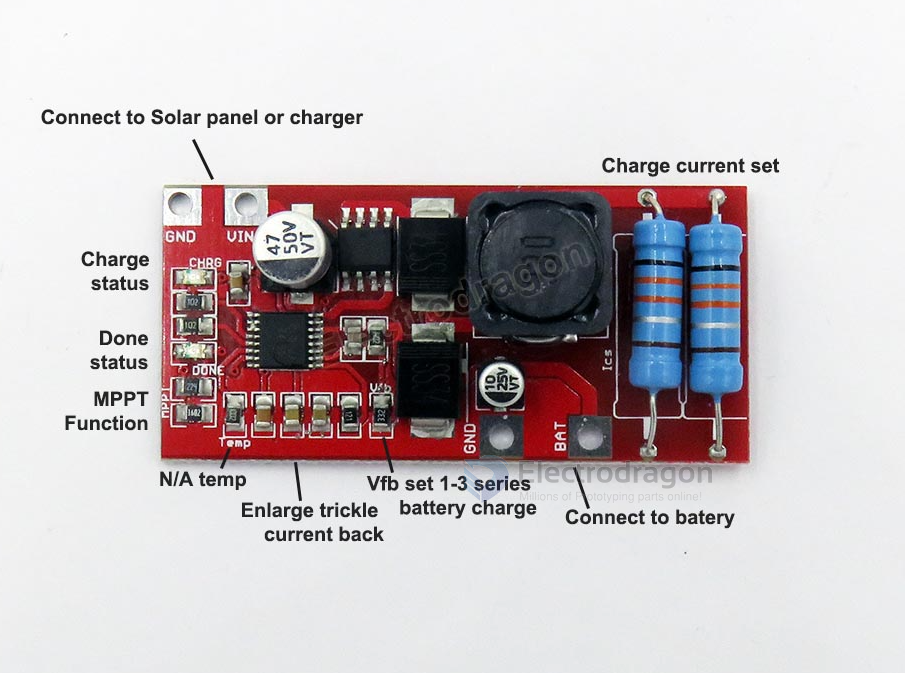 Connect to Solar panel or charger
Charge current set
GND
VIN
47
50V
VT
Charge
status
CHRG
102
102
Done
status
DONE
MPPT
Function
MPPT
229
1602
Temp
332
SS34
10
25V
VT
GND
BAT
Ics
electrodragon
Electrodragon
Millions of Prototyping parts online!
N/A temp
Enlarge trickle
current back
Vfb set 1-3 series
battery charge
Connect to batery